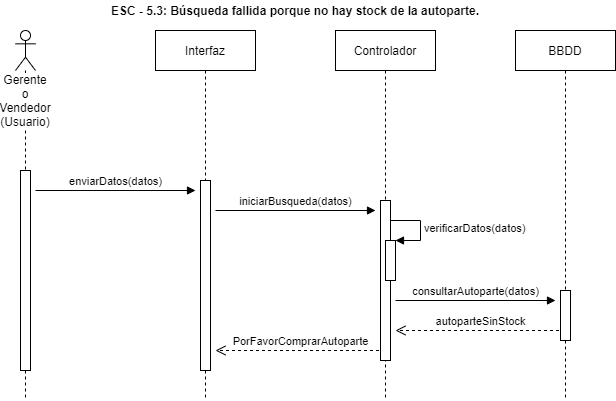 ESC - 5.3: Búsqueda fallida porque no hay stock de la autoparte.
Gerente
o
Vendedor
(Usuario)
Interfaz
Controlador
BBDD
enviarDatos(datos)
iniciarBusqueda(datos)
verificarDatos(datos)
consultarAutoparte(datos)
autoparteSinStock
PorFavorComprarAutoparte